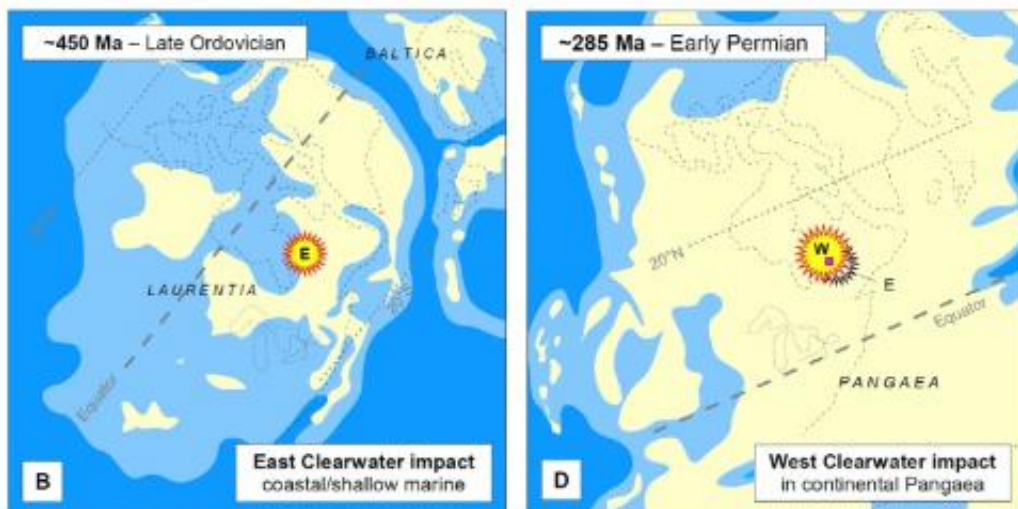 ~450 Ma – Late Ordovician
BALTICA
E
LAURENTIA
20°S
Equator
B
East Clearwater impact
coastal/shallow marine
~285 Ma – Early Permian
W
20°N
E
Equator
PANGAEA
D
West Clearwater impact
in continental Pangaea